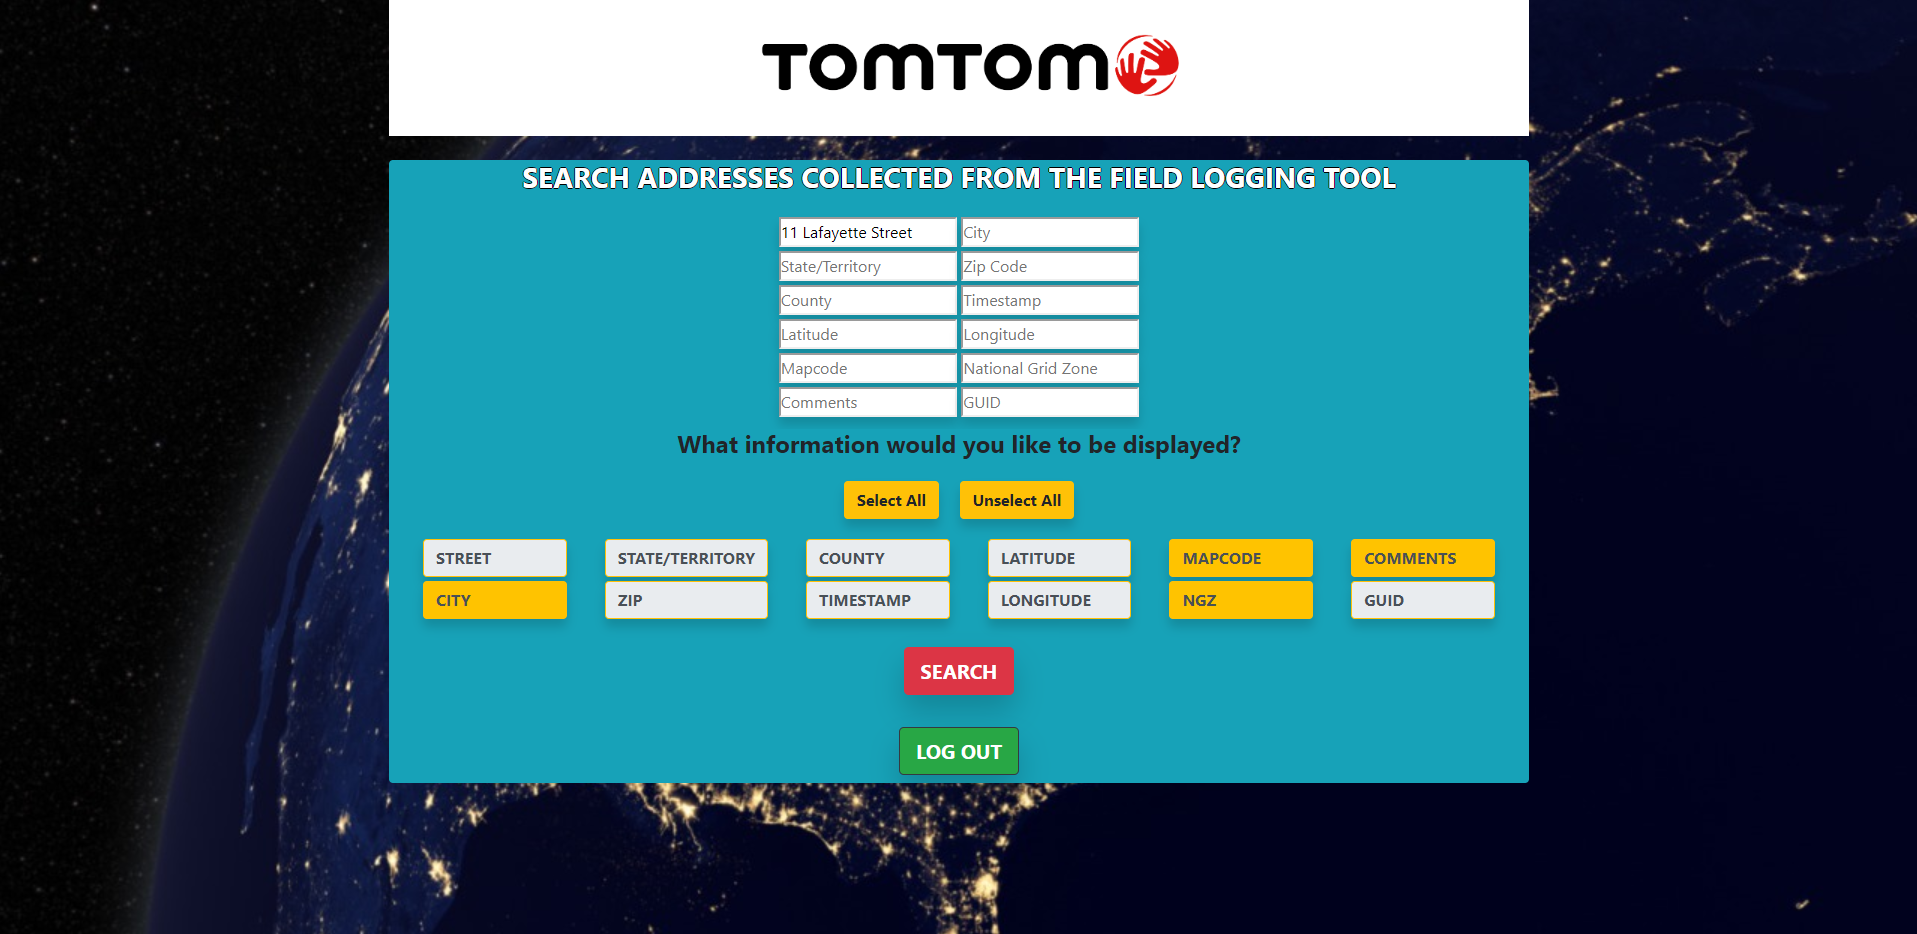 TOMTOM
SEARCH ADDRESSES COLLECTED FROM THE FIELD LOGGING TOOL
11 Lafayette Street City
State/Territory Zip Code
County Timestamp
Latitude Longitude
Mapcode National Grid Zone
Comments GUID
What information would you like to be displayed?
Select All Unselect All
STREET STATE/TERRITORY COUNTY LATITUDE MAPCODE COMMENTS
CITY ZIP TIMESTAMP LONGITUDE NGZ GUID
SEARCH
LOG OUT